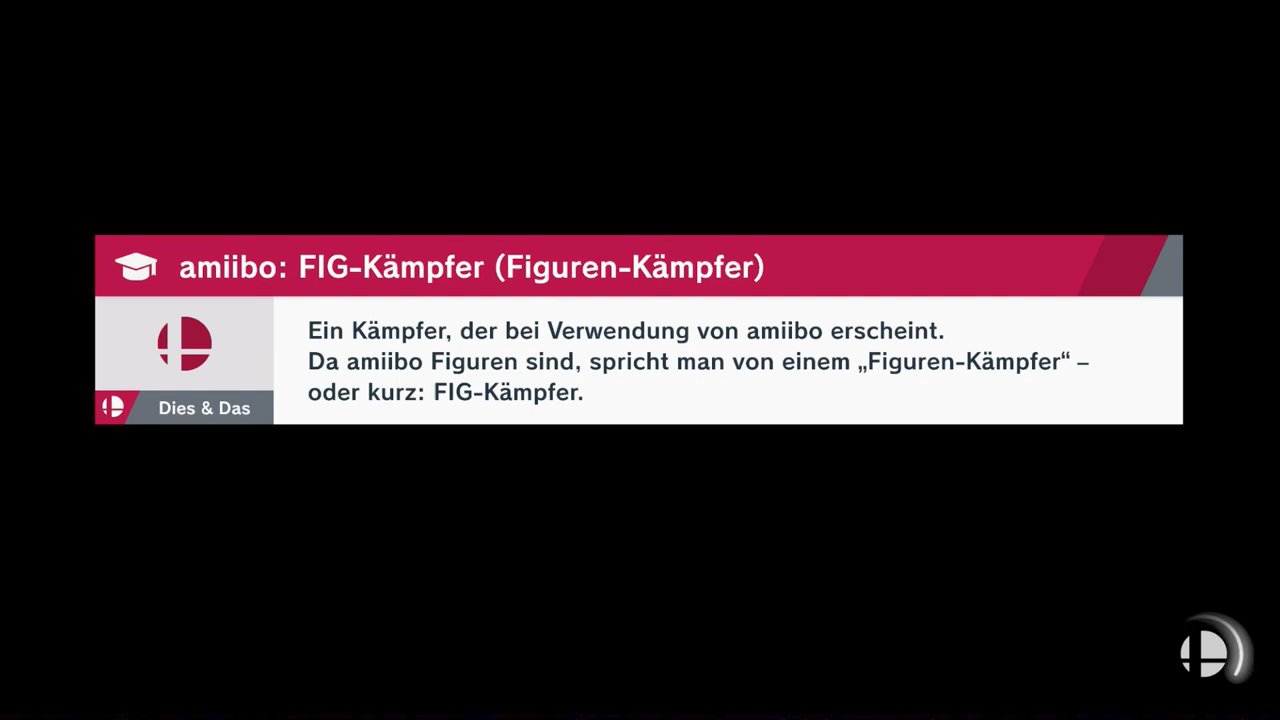 amiibo: FIG-Kämpfer (Figuren-Kämpfer)
Ein Kämpfer, der bei Verwendung von amiibo erscheint.
Da amiibo Figuren sind, spricht man von einem „Figuren-Kämpfer“ –
oder kurz: FIG-Kämpfer.
Dies & Das